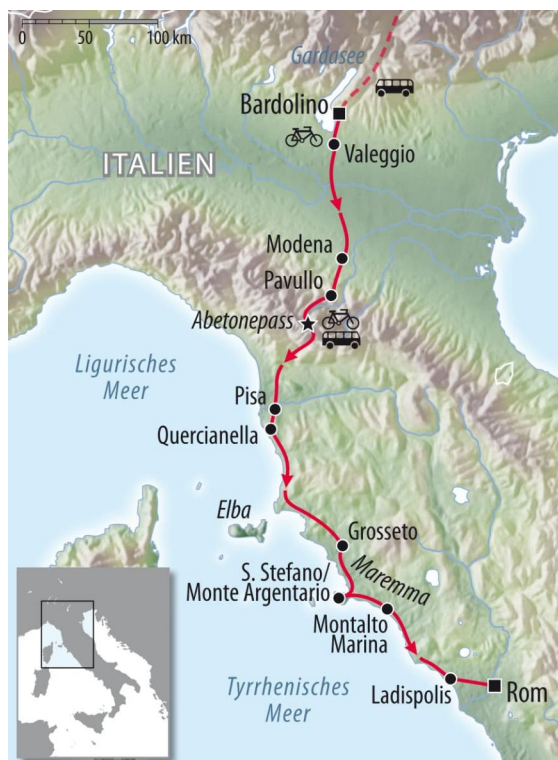 0 50 100 km
Gardasee
Bardolino
ITALIEN
Valeggio
Modena
Pavullo
Abetonepass
Ligurisches
Meer
Pisa
Quercianella
Elba
Grosseto
S. Stefano/
Monte Argentario
Maremma
Montalto
Marina
Tyrrhenisches
Meer
Ladispolis
Rom